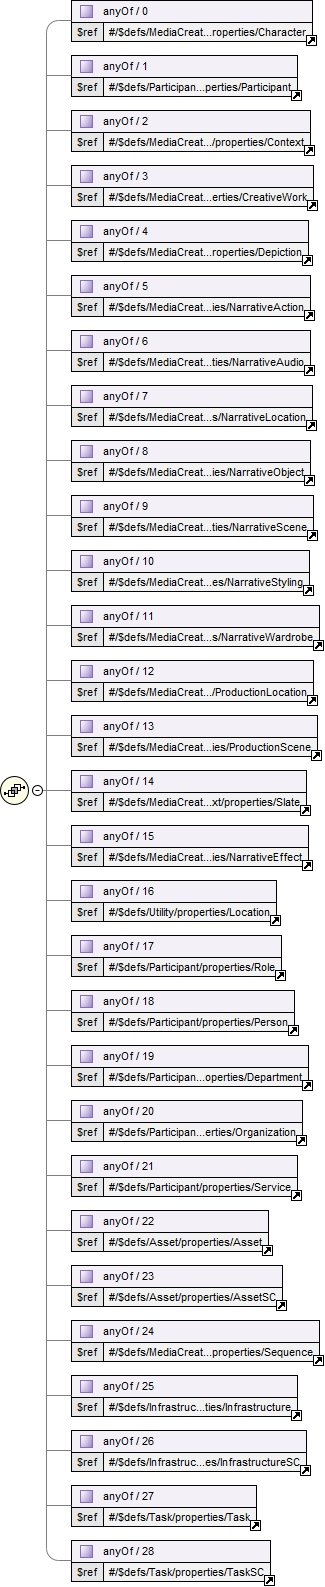 anyOf / 0
$ref #/$defs/MediaCreat...roperties/Character
anyOf / 1
$ref #/$defs/Participan...perties/Participant
anyOf / 2
$ref #/$defs/MediaCreat.../properties/Context
anyOf / 3
$ref #/$defs/MediaCreat...erties/CreativeWork
anyOf / 4
$ref #/$defs/MediaCreat...roperties/Depiction
anyOf / 5
$ref #/$defs/MediaCreat...ies/NarrativeAction
anyOf / 6
$ref #/$defs/MediaCreat...ties/NarrativeAudio
anyOf / 7
$ref #/$defs/MediaCreat...s/NarrativeLocation
anyOf / 8
$ref #/$defs/MediaCreat...ies/NarrativeObject
anyOf / 9
$ref #/$defs/MediaCreat...ties/NarrativeScene
anyOf / 10
$ref #/$defs/MediaCreat...es/NarrativeStyling
anyOf / 11
$ref #/$defs/MediaCreat...s/NarrativeWardrobe
anyOf / 12
$ref #/$defs/MediaCreat.../ProductionLocation
anyOf / 13
$ref #/$defs/MediaCreat...ies/ProductionScene
anyOf / 14
$ref #/$defs/MediaCreat...xt/properties/Slate
anyOf / 15
$ref #/$defs/MediaCreat...ies/NarrativeEffect
anyOf / 16
$ref #/$defs/Utility/properties/Location
anyOf / 17
$ref #/$defs/Participant/properties/Role
anyOf / 18
$ref #/$defs/Participant/properties/Person
anyOf / 19
$ref #/$defs/Participan...operties/Department
anyOf / 20
$ref #/$defs/Participan...erties/Organization
anyOf / 21
$ref #/$defs/Participant/properties/Service
anyOf / 22
$ref #/$defs/Asset/properties/Asset
anyOf / 23
$ref #/$defs/Asset/properties/AssetSC
anyOf / 24
$ref #/$defs/MediaCreat...properties/Sequence
anyOf / 25
$ref #/$defs/Infrastruc...ties/Infrastructure
anyOf / 26
$ref #/$defs/Infrastruc...es/InfrastructureSC
anyOf / 27
$ref #/$defs/Task/properties/Task
anyOf / 28
$ref #/$defs/Task/properties/TaskSC